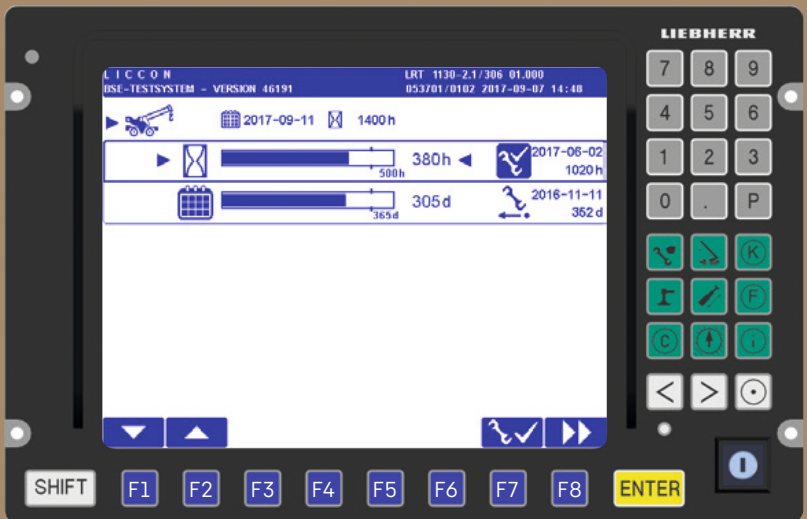 LIEBHERR
LICCON LRT 1130-2.1/306 01.000
BSE-TESTSYSTEM - VERSION 46191 053701/0102 2017-09-07 14:48
2017-09-11 1400 h
380h 2017-06-02
500h 1020 h
305d 2016-11-11
365d 352 d
7 8 9
4 5 6
1 2 3
0 . P
K
F
C i
< >
SHIFT F1 F2 F3 F4 F5 F6 F7 F8 ENTER